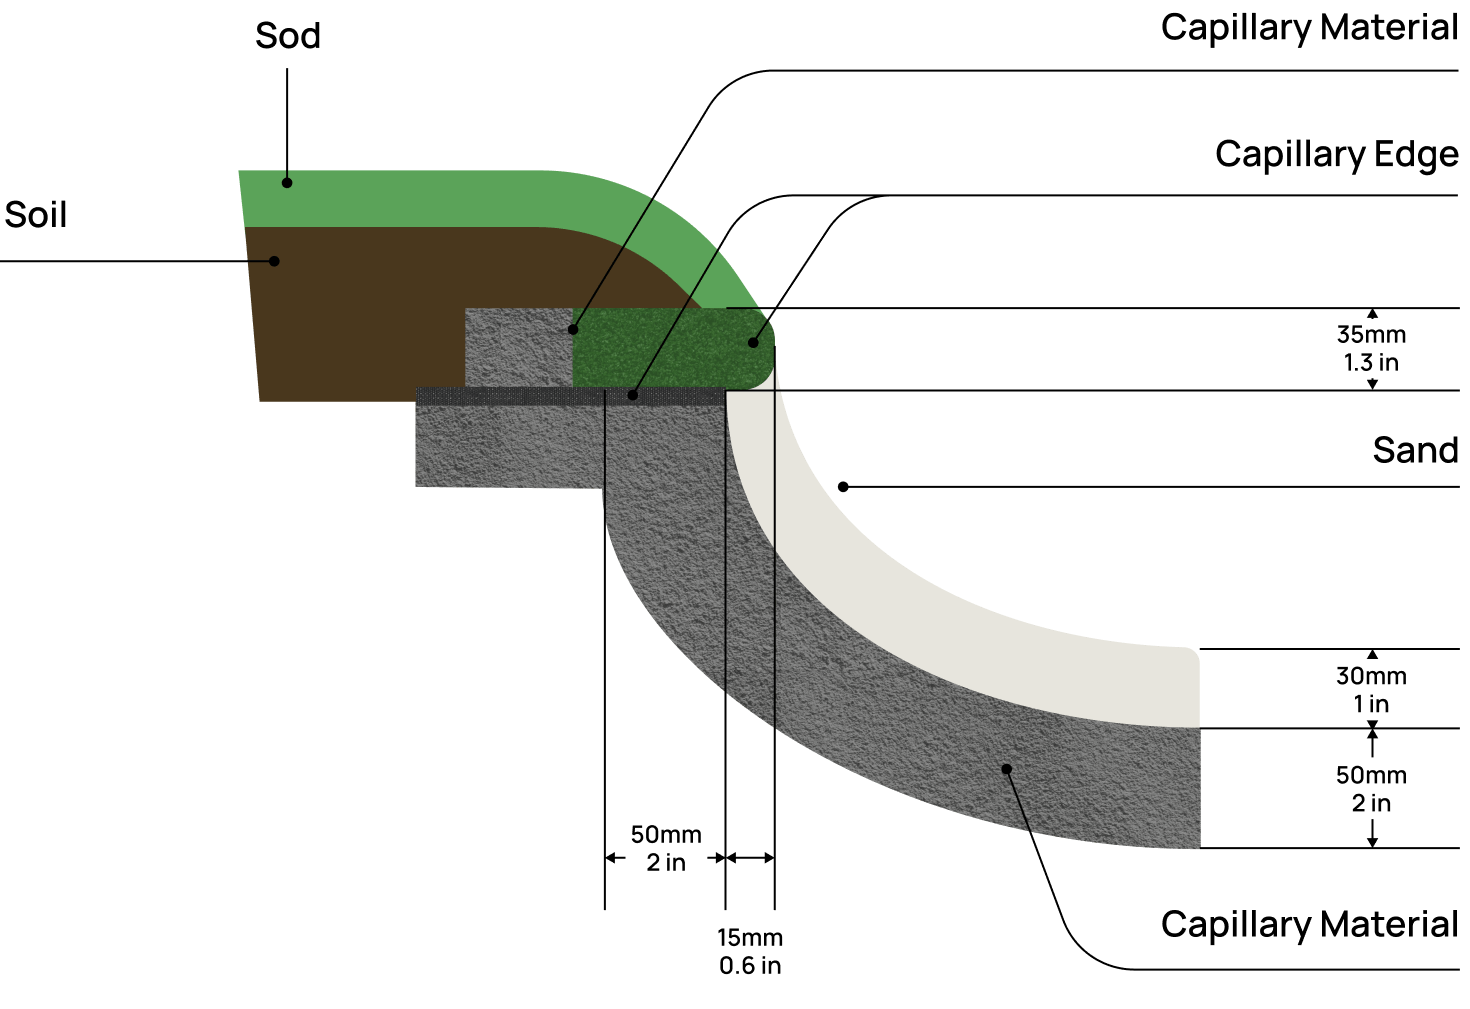 Capillary Material
Sod
Capillary Edge
Soil
35mm
1.3 in
Sand
30mm
1 in
50mm
2 in
50mm
2 in
Capillary Material
15mm
0.6 in